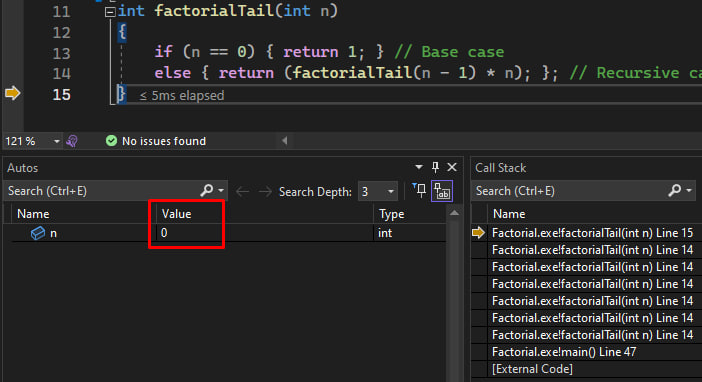 11 int factorialTail(int n)
12 {
13 if (n == 0) { return 1; } // Base case
14 else { return (factorialTail(n - 1) * n); }; // Recursive ca
15 } ≤ 5ms elapsed
121 % No issues found
Autos
Search (Ctrl+E) Search Depth: 3
Name Value Type
n 0 int
Call Stack
Search (Ctrl+E)
Name
Factorial.exe!factorialTail(int n) Line 15
Factorial.exe!factorialTail(int n) Line 14
Factorial.exe!factorialTail(int n) Line 14
Factorial.exe!factorialTail(int n) Line 14
Factorial.exe!factorialTail(int n) Line 14
Factorial.exe!factorialTail(int n) Line 14
Factorial.exe!factorialTail(int n) Line 14
Factorial.exe!main() Line 47
[External Code]